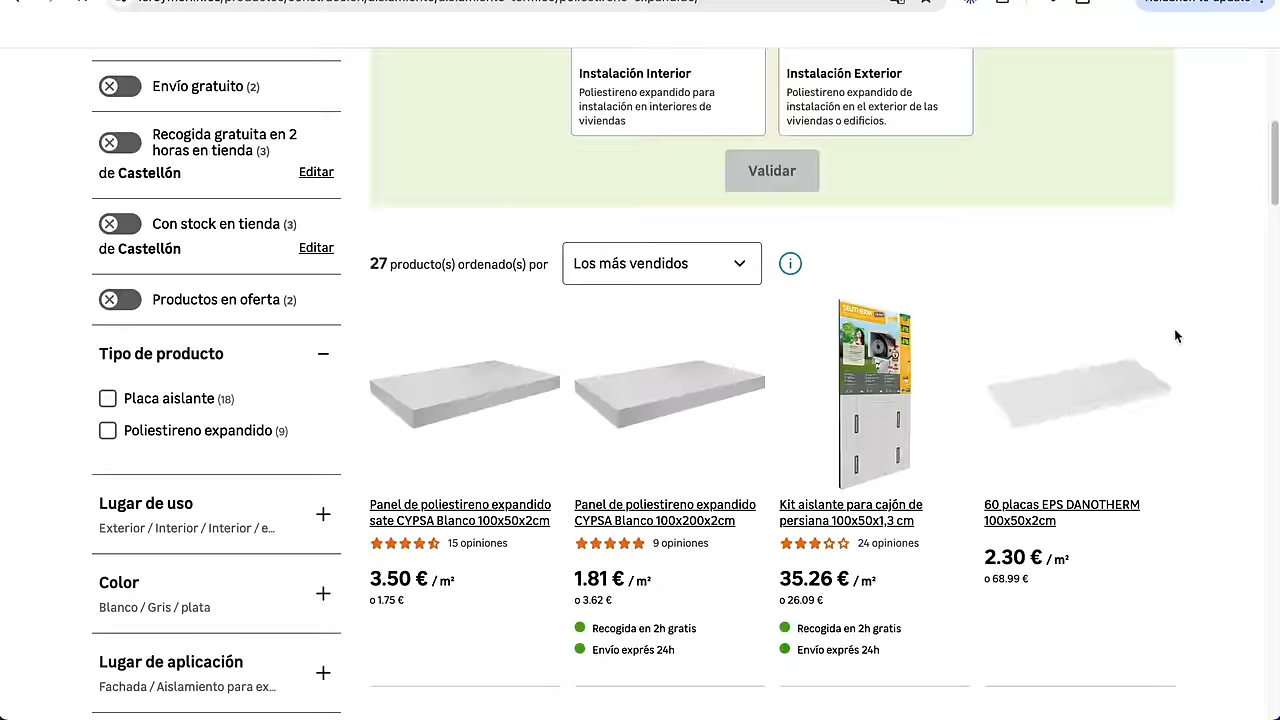 Envío gratuito (2)
Recogida gratuita en 2
horas en tienda (3)
de Castellón
Editar
Con stock en tienda (3)
de Castellón
Editar
Productos en oferta (2)
Tipo de producto
Placa aislante (18)
Poliestireno expandido (9)
Lugar de uso
Exterior / Interior / Interior / e...
Color
Blanco / Gris / plata
Lugar de aplicación
Fachada / Aislamiento para ex...
Instalación Interior
Poliestireno expandido para
instalación en interiores de
viviendas
Instalación Exterior
Poliestireno expandido de
instalación en el exterior de las
viviendas o edificios.
Validar
27 producto(s) ordenado(s) por
Los más vendidos
Panel de poliestireno expandido
sate CYPSA Blanco 100x50x2cm
15 opiniones
3.50 € / m²
o 1.75 €
Panel de poliestireno expandido
CYPSA Blanco 100x200x2cm
9 opiniones
1.81 € / m²
o 3.62 €
Recogida en 2h gratis
Envío exprés 24h
Kit aislante para cajón de
persiana 100x50x1,3 cm
24 opiniones
35.26 € / m²
o 26.09 €
Recogida en 2h gratis
Envío exprés 24h
60 placas EPS DANOTHERM
100x50x2cm
2.30 € / m²
o 68.99 €